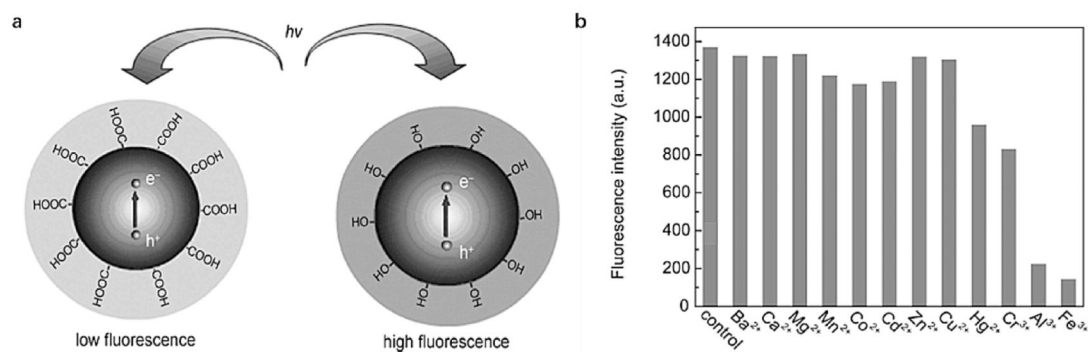 a
hν
HOOC
HOOC
COOH
HOOC
COOH
HOOC
COOH
HOOC
COOH
HOOC
COOH
e⁻
h⁺
low fluorescence
HO
OH
HO
OH
HO
OH
HO
OH
HO
OH
e⁻
h⁺
high fluorescence
b
Fluorescence intensity (a.u.)
1400
1200
1000
800
600
400
200
0
control
Ba²⁺
Ca²⁺
Mg²⁺
Mn²⁺
Co²⁺
Cd²⁺
Zn²⁺
Cu²⁺
Hg²⁺
Cr³⁺
Al³⁺
Fe³⁺